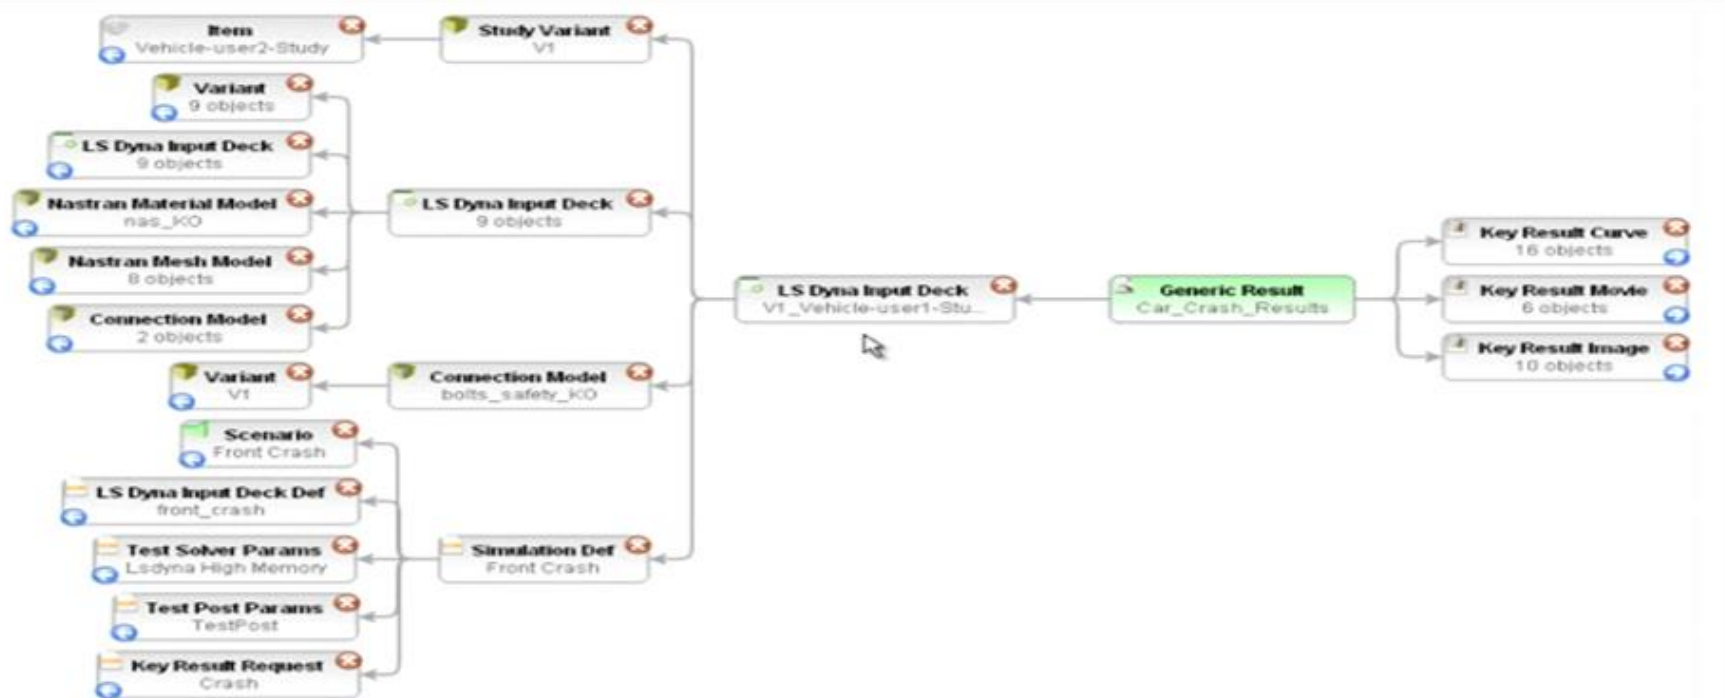 Item
Vehicle-user2-Study
Study Variant
V1
Variant
9 objects
LS Dyna Input Deck
9 objects
Nastran Material Model
nas_KO
LS Dyna Input Deck
9 objects
Nastran Mesh Model
8 objects
Connection Model
2 objects
Variant
V1
Connection Model
bolts_safety_KO
Scenario
Front Crash
LS Dyna Input Deck Def
front_crash
Test Solver Params
Lsdyna High Memory
Simulation Def
Front Crash
Test Post Params
TestPost
Key Result Request
Crash
LS Dyna Input Deck
V1_Vehicle-user1-Stu...
Generic Result
Car_Crash_Results
Key Result Curve
16 objects
Key Result Movie
6 objects
Key Result Image
10 objects